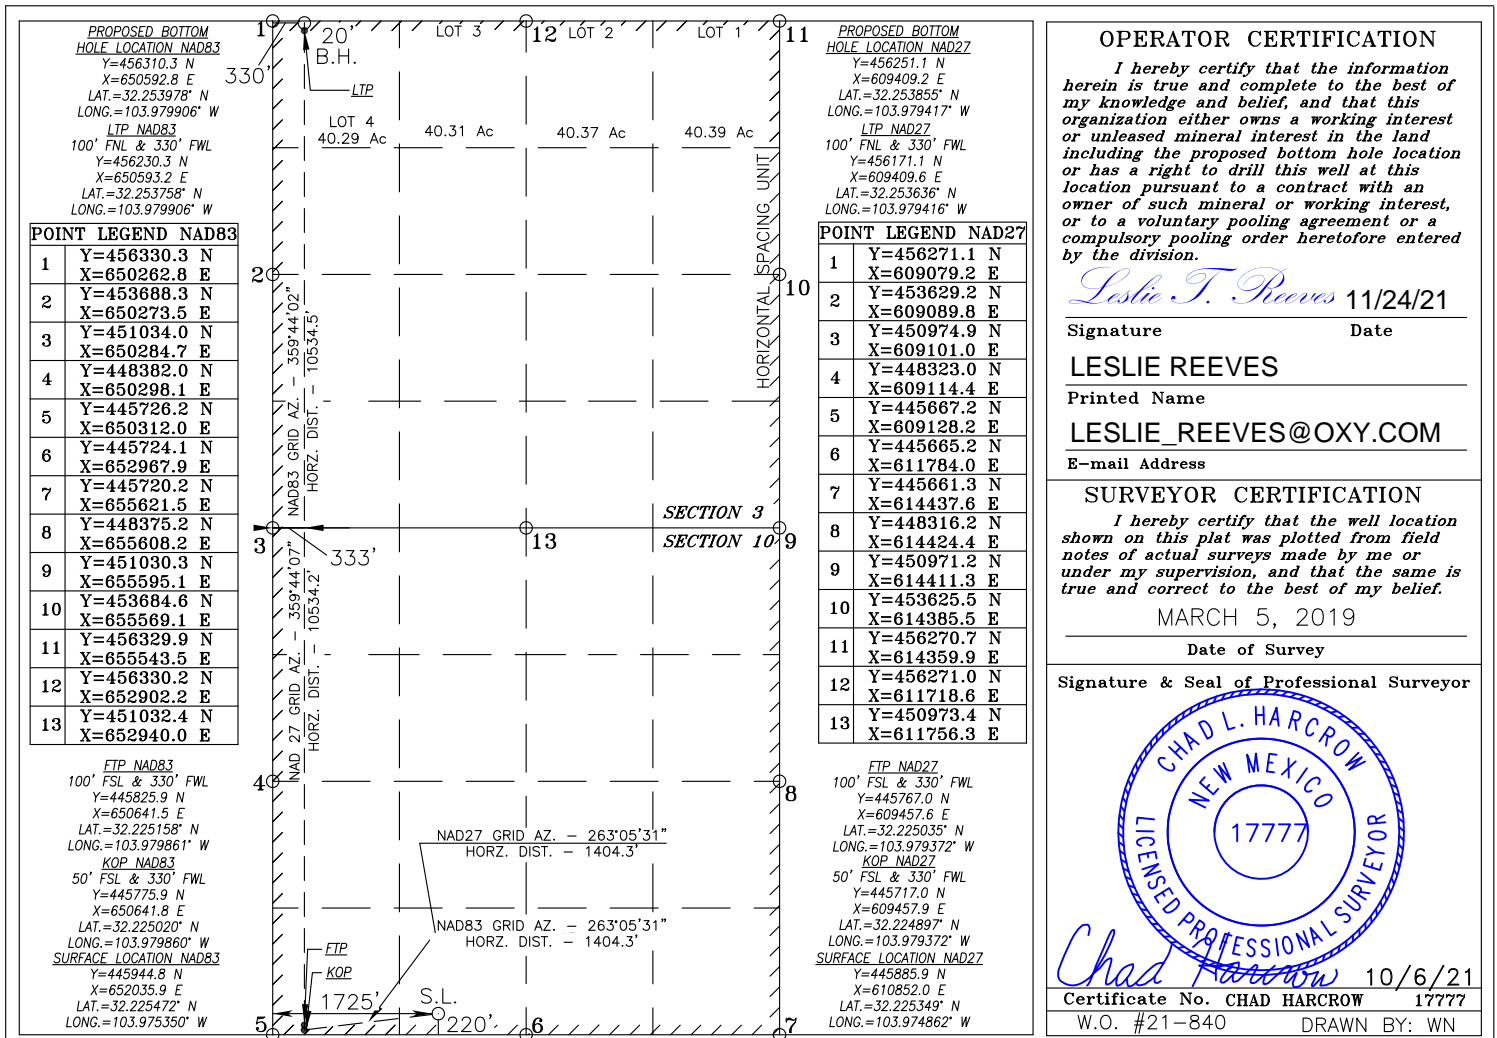 PROPOSED BOTTOM
HOLE LOCATION NAD83
Y=456310.3 N
X=650592.8 E
LAT.=32.253978° N
LONG.=103.979906° W
LTP NAD83
100' FNL & 330' FWL
Y=456230.3 N
X=650593.2 E
LAT.=32.253758° N
LONG.=103.979906° W
POINT LEGEND NAD83
1 Y=456330.3 N
X=650262.8 E
2 Y=453688.3 N
X=650273.5 E
3 Y=451034.0 N
X=650284.7 E
4 Y=448382.0 N
X=650298.1 E
5 Y=445726.2 N
X=650312.0 E
6 Y=445724.1 N
X=652967.9 E
7 Y=445720.2 N
X=655621.5 E
8 Y=448375.2 N
X=655608.2 E
9 Y=451030.3 N
X=655595.1 E
10 Y=453684.6 N
X=655569.1 E
11 Y=456329.9 N
X=655543.5 E
12 Y=456330.2 N
X=652902.2 E
13 Y=451032.4 N
X=652940.0 E
FTP NAD83
100' FSL & 330' FWL
Y=445825.9 N
X=650641.5 E
LAT.=32.225158° N
LONG.=103.979861° W
KOP NAD83
50' FSL & 330' FWL
Y=445775.9 N
X=650641.8 E
LAT.=32.225020° N
LONG.=103.979860° W
SURFACE LOCATION NAD83
Y=445944.8 N
X=652035.9 E
LAT.=32.225472° N
LONG.=103.975350° W
1
20'
B.H.
330'
LTP
LOT 3
12
LOT 2
LOT 1
11
LOT 4
40.29 Ac
40.31 Ac
40.37 Ac
40.39 Ac
HORIZONTAL SPACING UNIT
2
10
NAD83 GRID AZ. - 359°44'02"
HORZ. DIST. - 10534.5'
SECTION 3
3
333'
13
SECTION 10
9
NAD 27 GRID AZ. - 359°44'07"
HORZ. DIST. - 10534.2'
4
8
NAD27 GRID AZ. - 263°05'31"
HORZ. DIST. - 1404.3'
NAD83 GRID AZ. - 263°05'31"
HORZ. DIST. - 1404.3'
FTP
KOP
1725'
S.L.
220'
5
6
7
PROPOSED BOTTOM
HOLE LOCATION NAD27
Y=456251.1 N
X=609409.2 E
LAT.=32.253855° N
LONG.=103.979417° W
LTP NAD27
100' FNL & 330' FWL
Y=456171.1 N
X=609409.6 E
LAT.=32.253636° N
LONG.=103.979416° W
POINT LEGEND NAD27
1 Y=456271.1 N
X=609079.2 E
2 Y=453629.2 N
X=609089.8 E
3 Y=450974.9 N
X=609101.0 E
4 Y=448323.0 N
X=609114.4 E
5 Y=445667.2 N
X=609128.2 E
6 Y=445665.2 N
X=611784.0 E
7 Y=445661.3 N
X=614437.6 E
8 Y=448316.2 N
X=614424.4 E
9 Y=450971.2 N
X=614411.3 E
10 Y=453625.5 N
X=614385.5 E
11 Y=456270.7 N
X=614359.9 E
12 Y=456271.0 N
X=611718.6 E
13 Y=450973.4 N
X=611756.3 E
FTP NAD27
100' FSL & 330' FWL
Y=445767.0 N
X=609457.6 E
LAT.=32.225035° N
LONG.=103.979372° W
KOP NAD27
50' FSL & 330' FWL
Y=445717.0 N
X=609457.9 E
LAT.=32.224897° N
LONG.=103.979372° W
SURFACE LOCATION NAD27
Y=445885.9 N
X=610852.0 E
LAT.=32.225349° N
LONG.=103.974862° W
OPERATOR CERTIFICATION
I hereby certify that the information
herein is true and complete to the best of
my knowledge and belief, and that this
organization either owns a working interest
or unleased mineral interest in the land
including the proposed bottom hole location
or has a right to drill this well at this
location pursuant to a contract with an
owner of such mineral or working interest,
or to a voluntary pooling agreement or a
compulsory pooling order heretofore entered
by the division.
Leslie T. Reeves 11/24/21
Signature Date
LESLIE REEVES
Printed Name
LESLIE_REEVES@OXY.COM
E-mail Address
SURVEYOR CERTIFICATION
I hereby certify that the well location
shown on this plat was plotted from field
notes of actual surveys made by me or
under my supervision, and that the same is
true and correct to the best of my belief.
MARCH 5, 2019
Date of Survey
Signature & Seal of Professional Surveyor
CHAD L. HARCROW
NEW MEXICO
17777
LICENSED PROFESSIONAL SURVEYOR
Chad Harcrow 10/6/21
Certificate No. CHAD HARCROW 17777
W.O. #21-840 DRAWN BY: WN